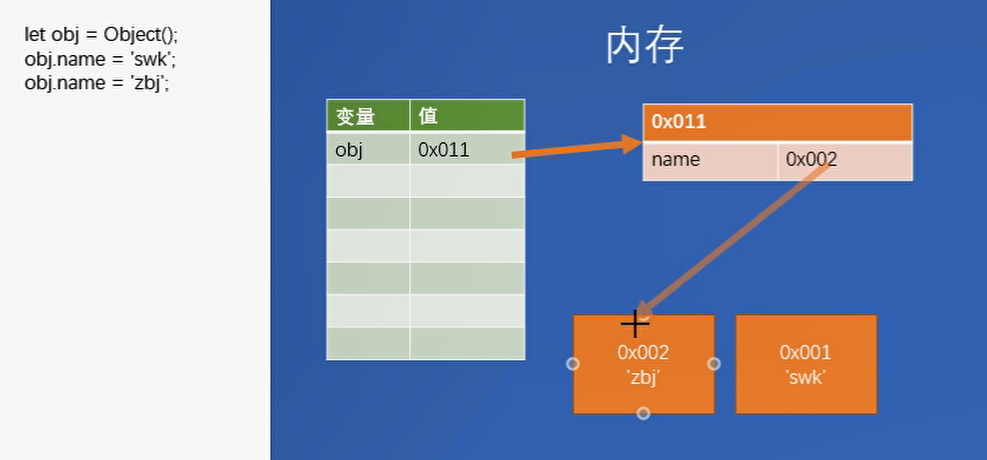 let obj = Object();
obj.name = 'swk';
obj.name = 'zbj';
内存
变量 值
obj 0x011
0x011
name 0x002
0x002
'zbj'
0x001
'swk'